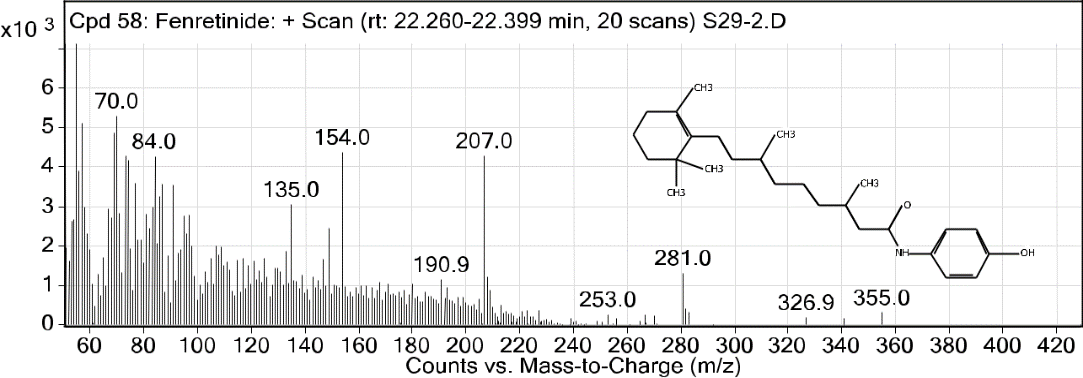 x10 3
Cpd 58: Fenretinide: + Scan (rt: 22.260-22.399 min, 20 scans) S29-2.D
6
5
4
3
2
1
0
70.0
84.0
135.0
154.0
190.9
207.0
253.0
281.0
326.9
355.0
CH3
CH3
CH3
CH3
CH3
O
NH
OH
60 80 100 120 140 160 180 200 220 240 260 280 300 320 340 360 380 400 420
Counts vs. Mass-to-Charge (m/z)